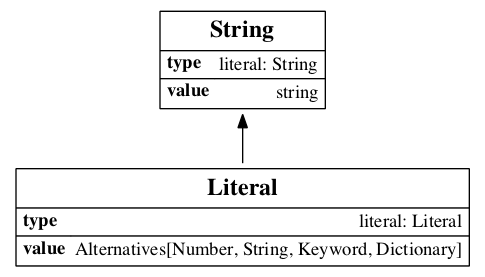 String
type literal: String
value string
Literal
type literal: Literal
value Alternatives[Number, String, Keyword, Dictionary]